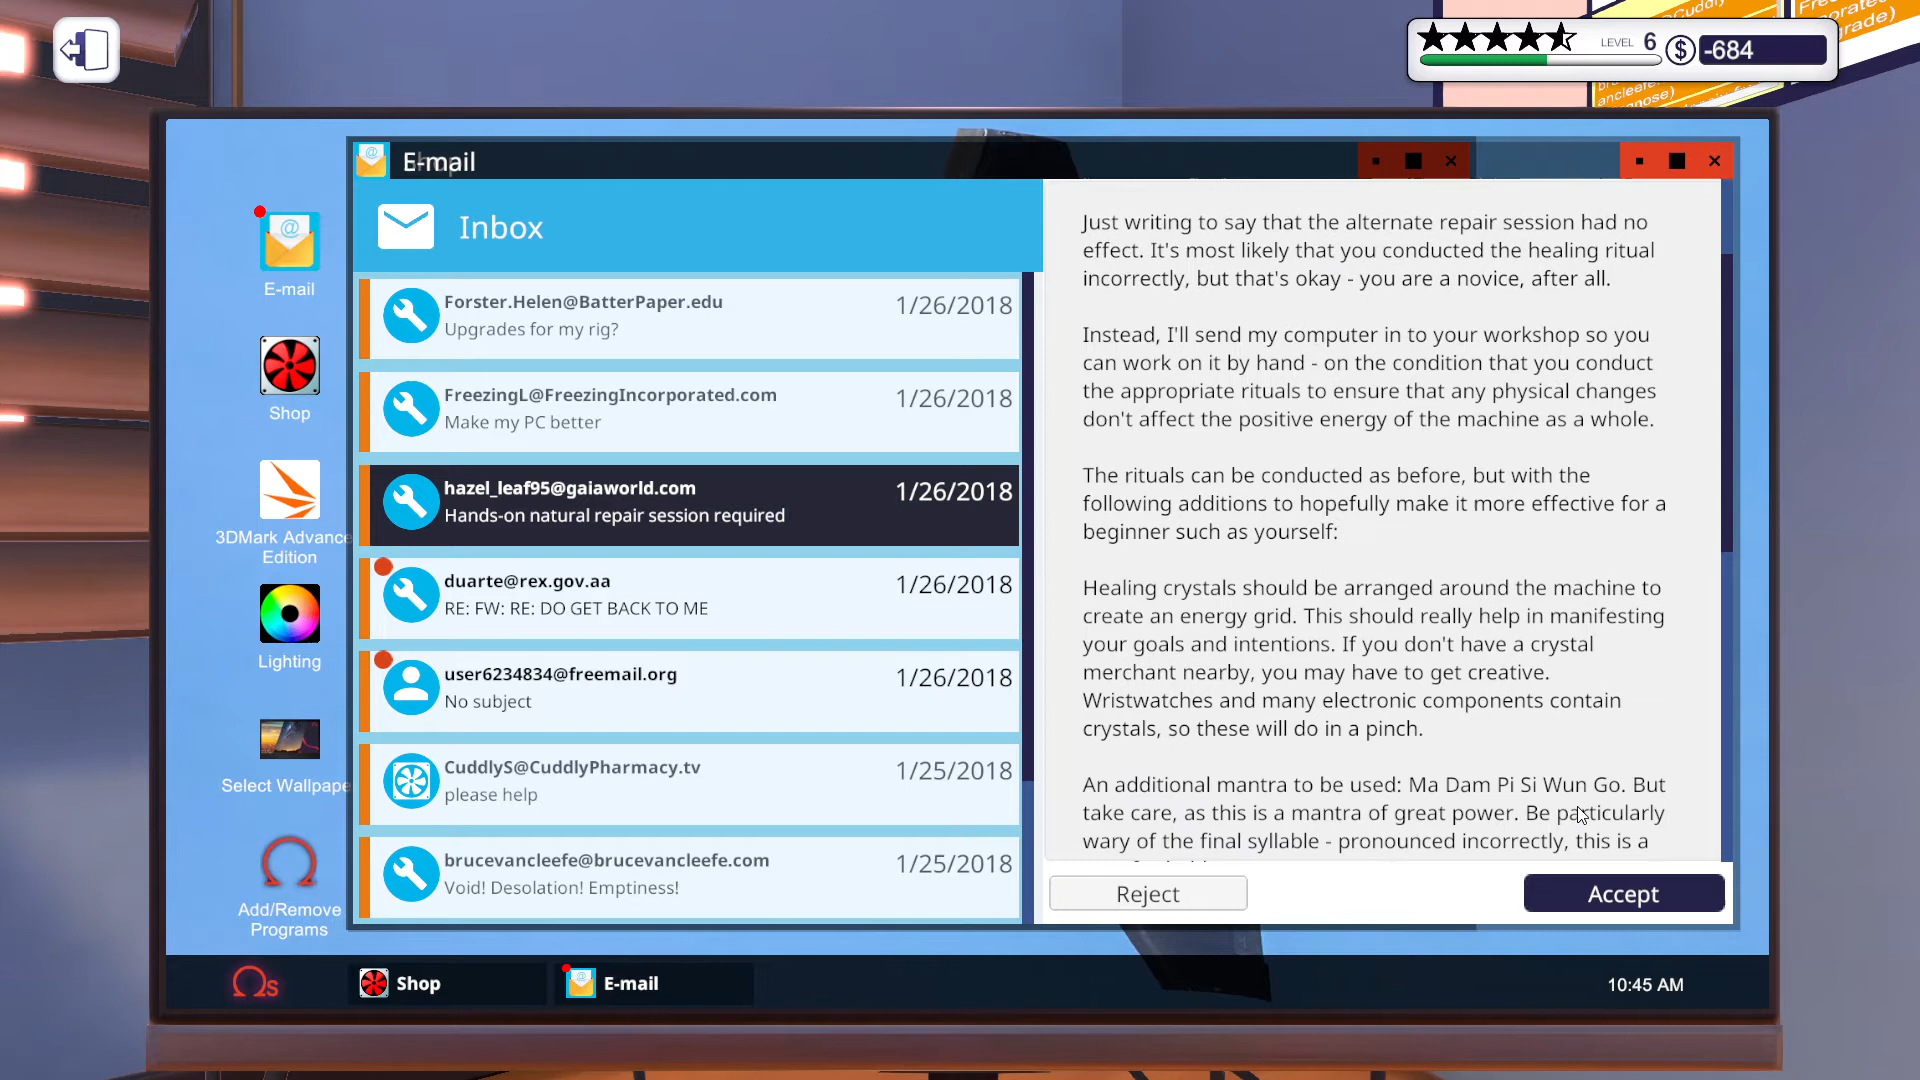 Cuddly
LEVEL 6
$ -684
grade)
ancleefe
E-mail
Inbox
Forster.Helen@BatterPaper.edu 1/26/2018
Upgrades for my rig?
FreezingL@FreezingIncorporated.com 1/26/2018
Make my PC better
hazel_leaf95@gaiaworld.com 1/26/2018
Hands-on natural repair session required
duarte@rex.gov.aa 1/26/2018
RE: FW: RE: DO GET BACK TO ME
user6234834@freemail.org 1/26/2018
No subject
CuddlyS@CuddlyPharmacy.tv 1/25/2018
please help
brucevancleefe@brucevancleefe.com 1/25/2018
Void! Desolation! Emptiness!
Just writing to say that the alternate repair session had no
effect. It's most likely that you conducted the healing ritual
incorrectly, but that's okay - you are a novice, after all.
Instead, I'll send my computer in to your workshop so you
can work on it by hand - on the condition that you conduct
the appropriate rituals to ensure that any physical changes
don't affect the positive energy of the machine as a whole.
The rituals can be conducted as before, but with the
following additions to hopefully make it more effective for a
beginner such as yourself:
Healing crystals should be arranged around the machine to
create an energy grid. This should really help in manifesting
your goals and intentions. If you don't have a crystal
merchant nearby, you may have to get creative.
Wristwatches and many electronic components contain
crystals, so these will do in a pinch.
An additional mantra to be used: Ma Dam Pi Si Wun Go. But
take care, as this is a mantra of great power. Be particularly
wary of the final syllable - pronounced incorrectly, this is a
Reject
Accept
E-mail
Shop
3DMark Advance
Edition
Lighting
Select Wallpape
Add/Remove
Programs
Ωs
Shop
E-mail
10:45 AM